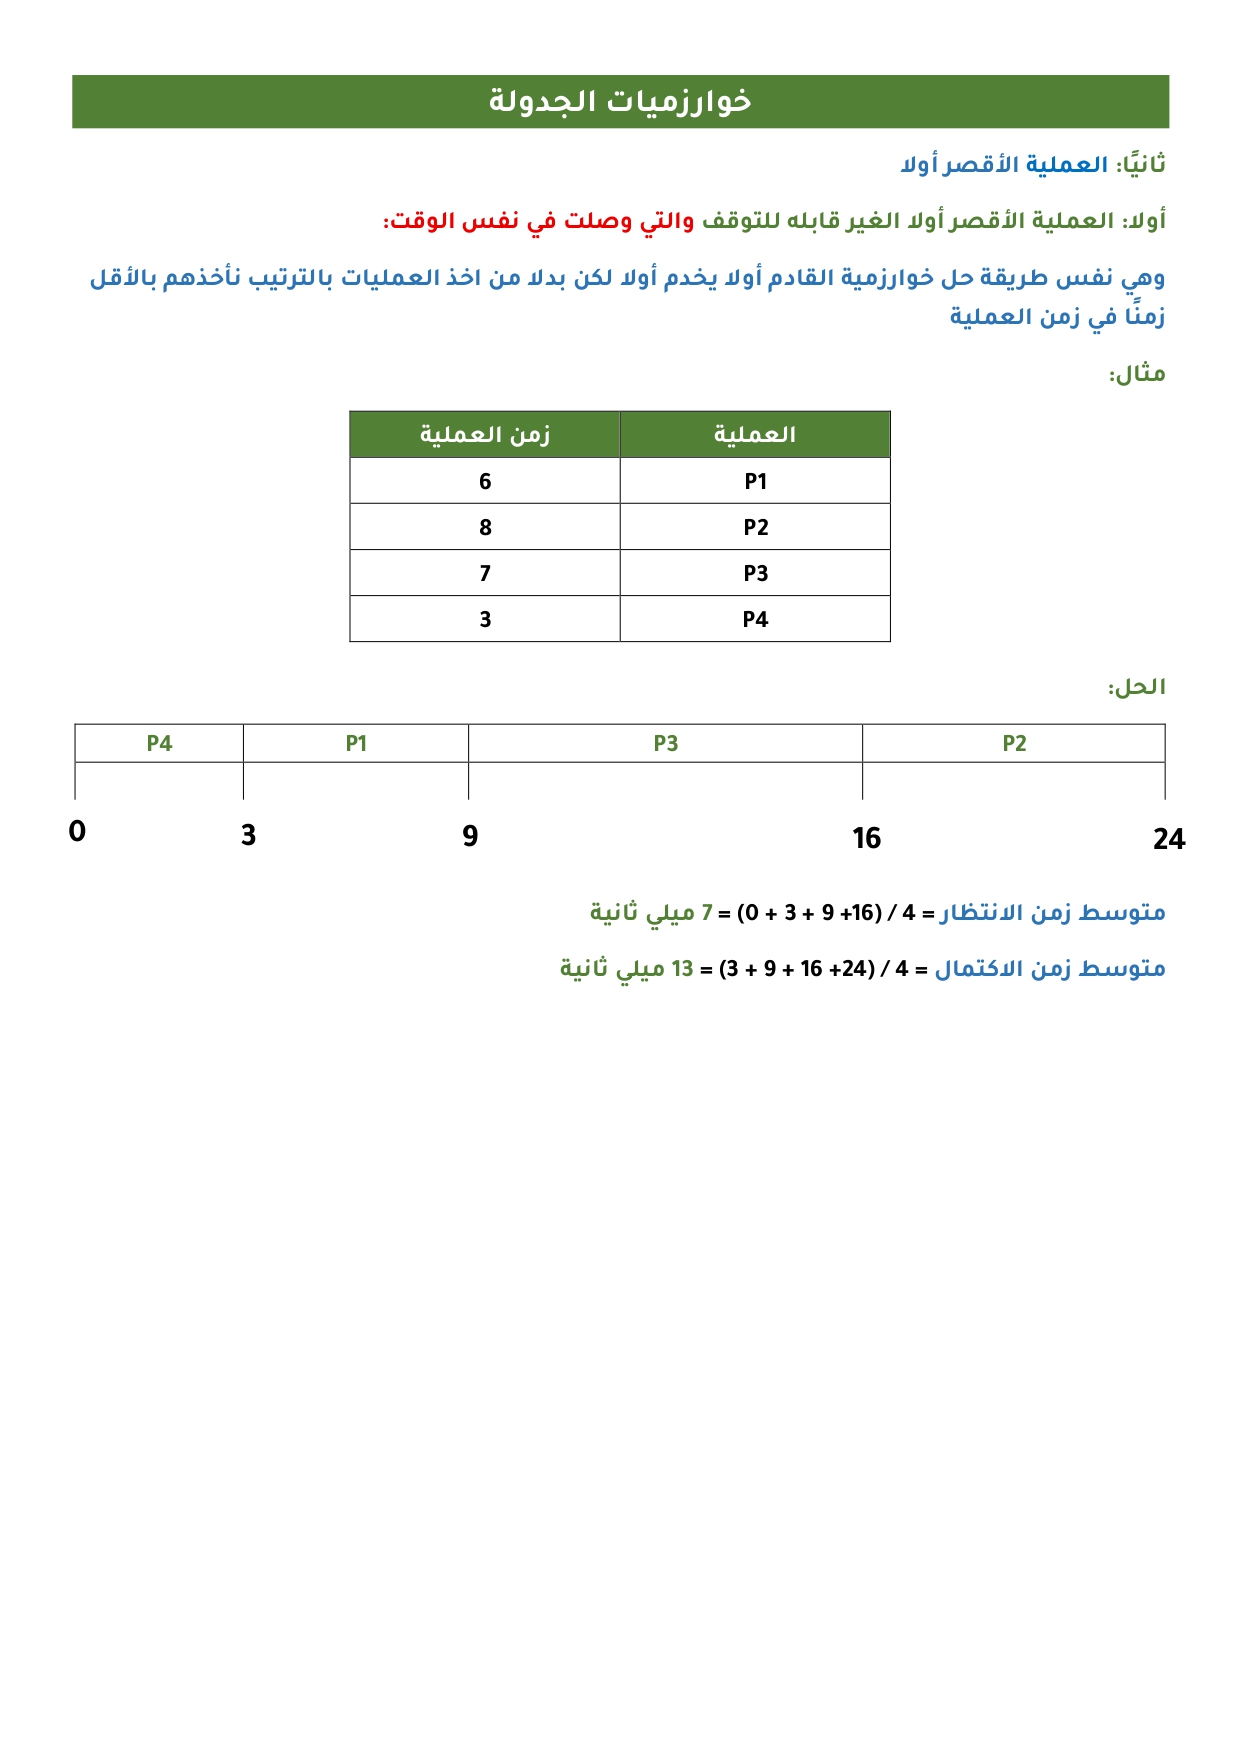 خوارزميات الجدولة
ثانيًا: العملية الأقصر أولا
أولا: العملية الأقصر أولا الغير قابله للتوقف والتي وصلت في نفس الوقت:
وهي نفس طريقة حل خوارزمية القادم أولا يخدم أولا لكن بدلا من اخذ العمليات بالترتيب نأخذهم بالأقل
زمنًا في زمن العملية
مثال:
العملية زمن العملية
P1 6
P2 8
P3 7
P4 3
الحل:
P4 P1 P3 P2
0 3 9 16 24
متوسط زمن الانتظار = 4 / (0 + 3 + 9 +16) = 7 ميلي ثانية
متوسط زمن الاكتمال = 4 / (3 + 9 + 16 +24) = 13 ميلي ثانية